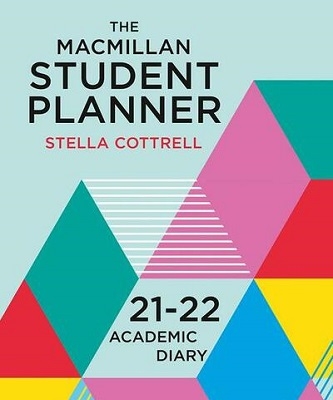 THE
MACMILLAN
STUDENT
PLANNER
STELLA COTTRELL
21-22
ACADEMIC
DIARY